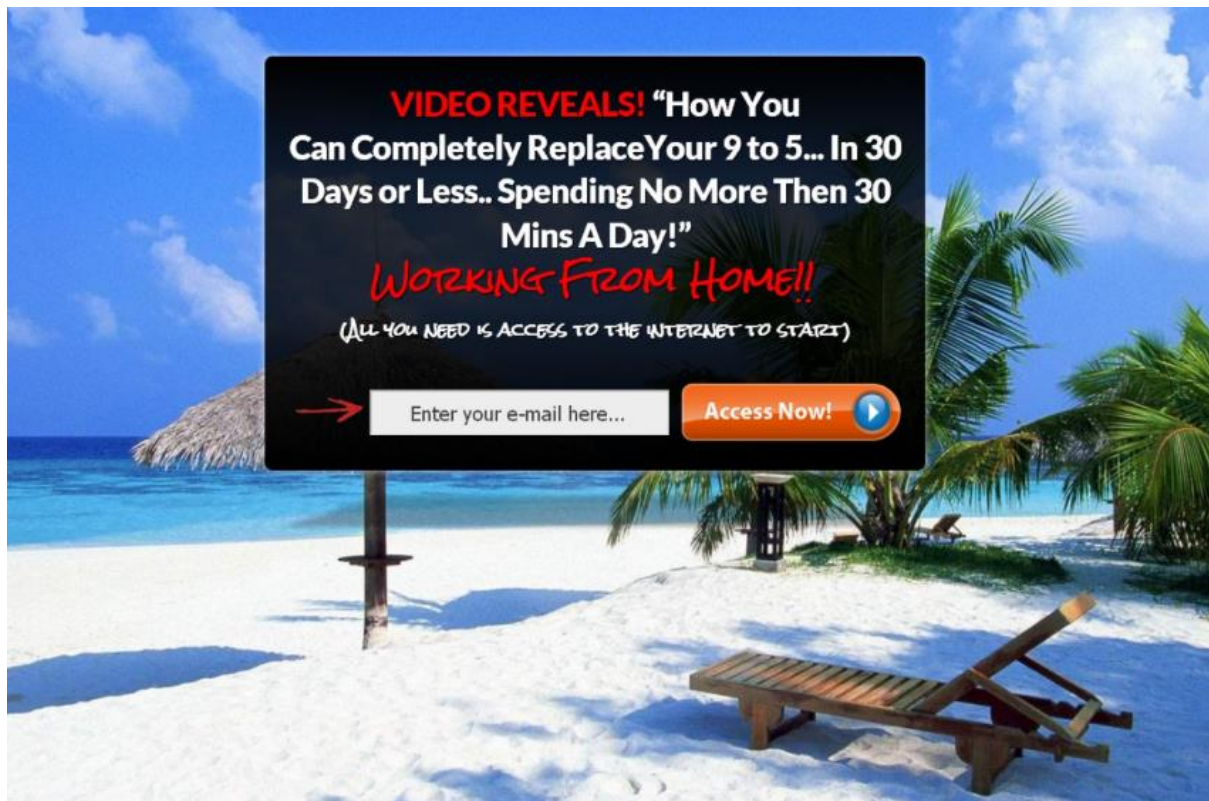 VIDEO REVEALS! “How You
Can Completely ReplaceYour 9 to 5... In 30
Days or Less.. Spending No More Then 30
Mins A Day!”
WORKING FROM HOME!!
(ALL YOU NEED IS ACCESS TO THE INTERNET TO START)
Enter your e-mail here... Access Now!